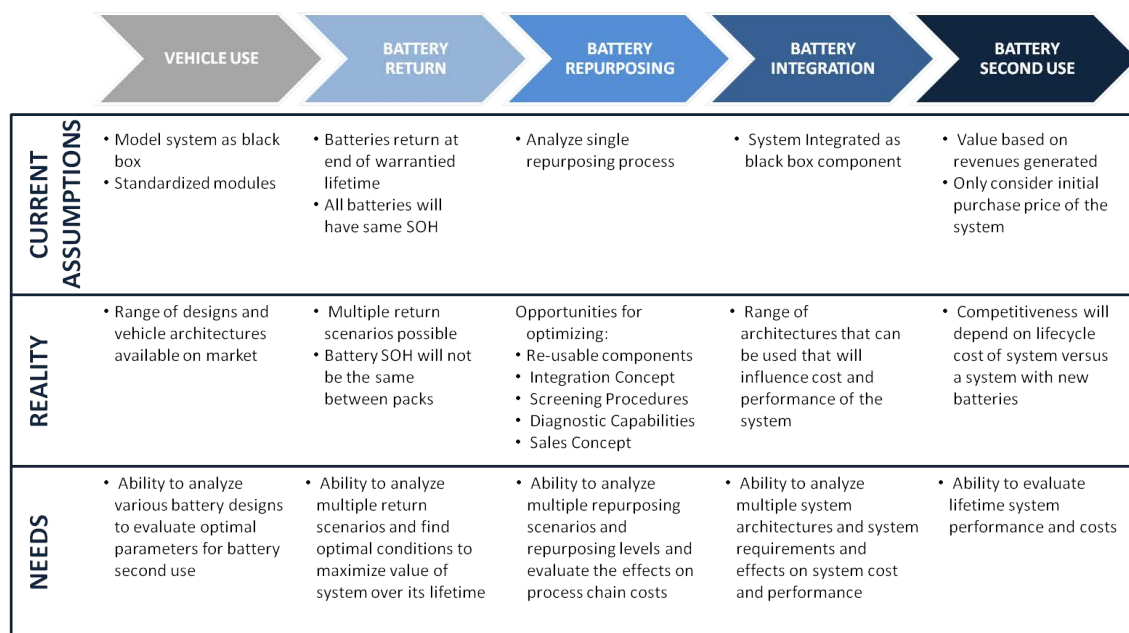 VEHICLE USE
BATTERY
RETURN
BATTERY
REPURPOSING
BATTERY
INTEGRATION
BATTERY
SECOND USE
CURRENT
ASSUMPTIONS
• Model system as black
box
• Standardized modules
• Batteries return at
end of warrantied
lifetime
• All batteries will
have same SOH
• Analyze single
repurposing process
• System Integrated as
black box component
• Value based on
revenues generated
• Only consider initial
purchase price of the
system
REALITY
• Range of designs and
vehicle architectures
available on market
• Multiple return
scenarios possible
• Battery SOH will not
be the same
between packs
Opportunities for
optimizing:
• Re-usable components
• Integration Concept
• Screening Procedures
• Diagnostic Capabilities
• Sales Concept
• Range of
architectures that can
be used that will
influence cost and
performance of the
system
• Competitiveness will
depend on lifecycle
cost of system versus
a system with new
batteries
NEEDS
• Ability to analyze
various battery designs
to evaluate optimal
parameters for battery
second use
• Ability to analyze
multiple return
scenarios and find
optimal conditions to
maximize value of
system over its lifetime
• Ability to analyze
multiple repurposing
scenarios and
repurposing levels and
evaluate the effects on
process chain costs
• Ability to analyze
multiple system
architectures and system
requirements and
effects on system cost
and performance
• Ability to evaluate
lifetime system
performance and costs